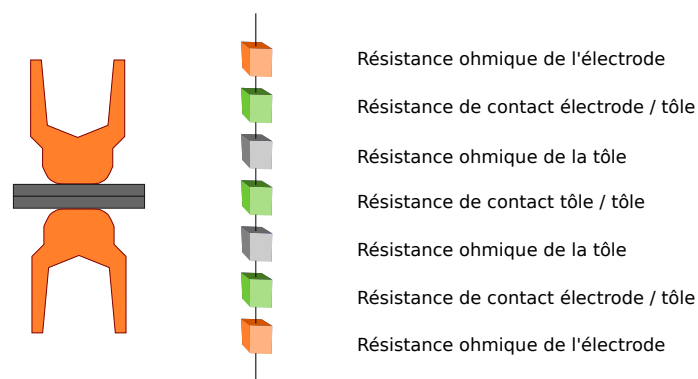 Résistance ohmique de l'électrode
Résistance de contact électrode / tôle
Résistance ohmique de la tôle
Résistance de contact tôle / tôle
Résistance ohmique de la tôle
Résistance de contact électrode / tôle
Résistance ohmique de l'électrode